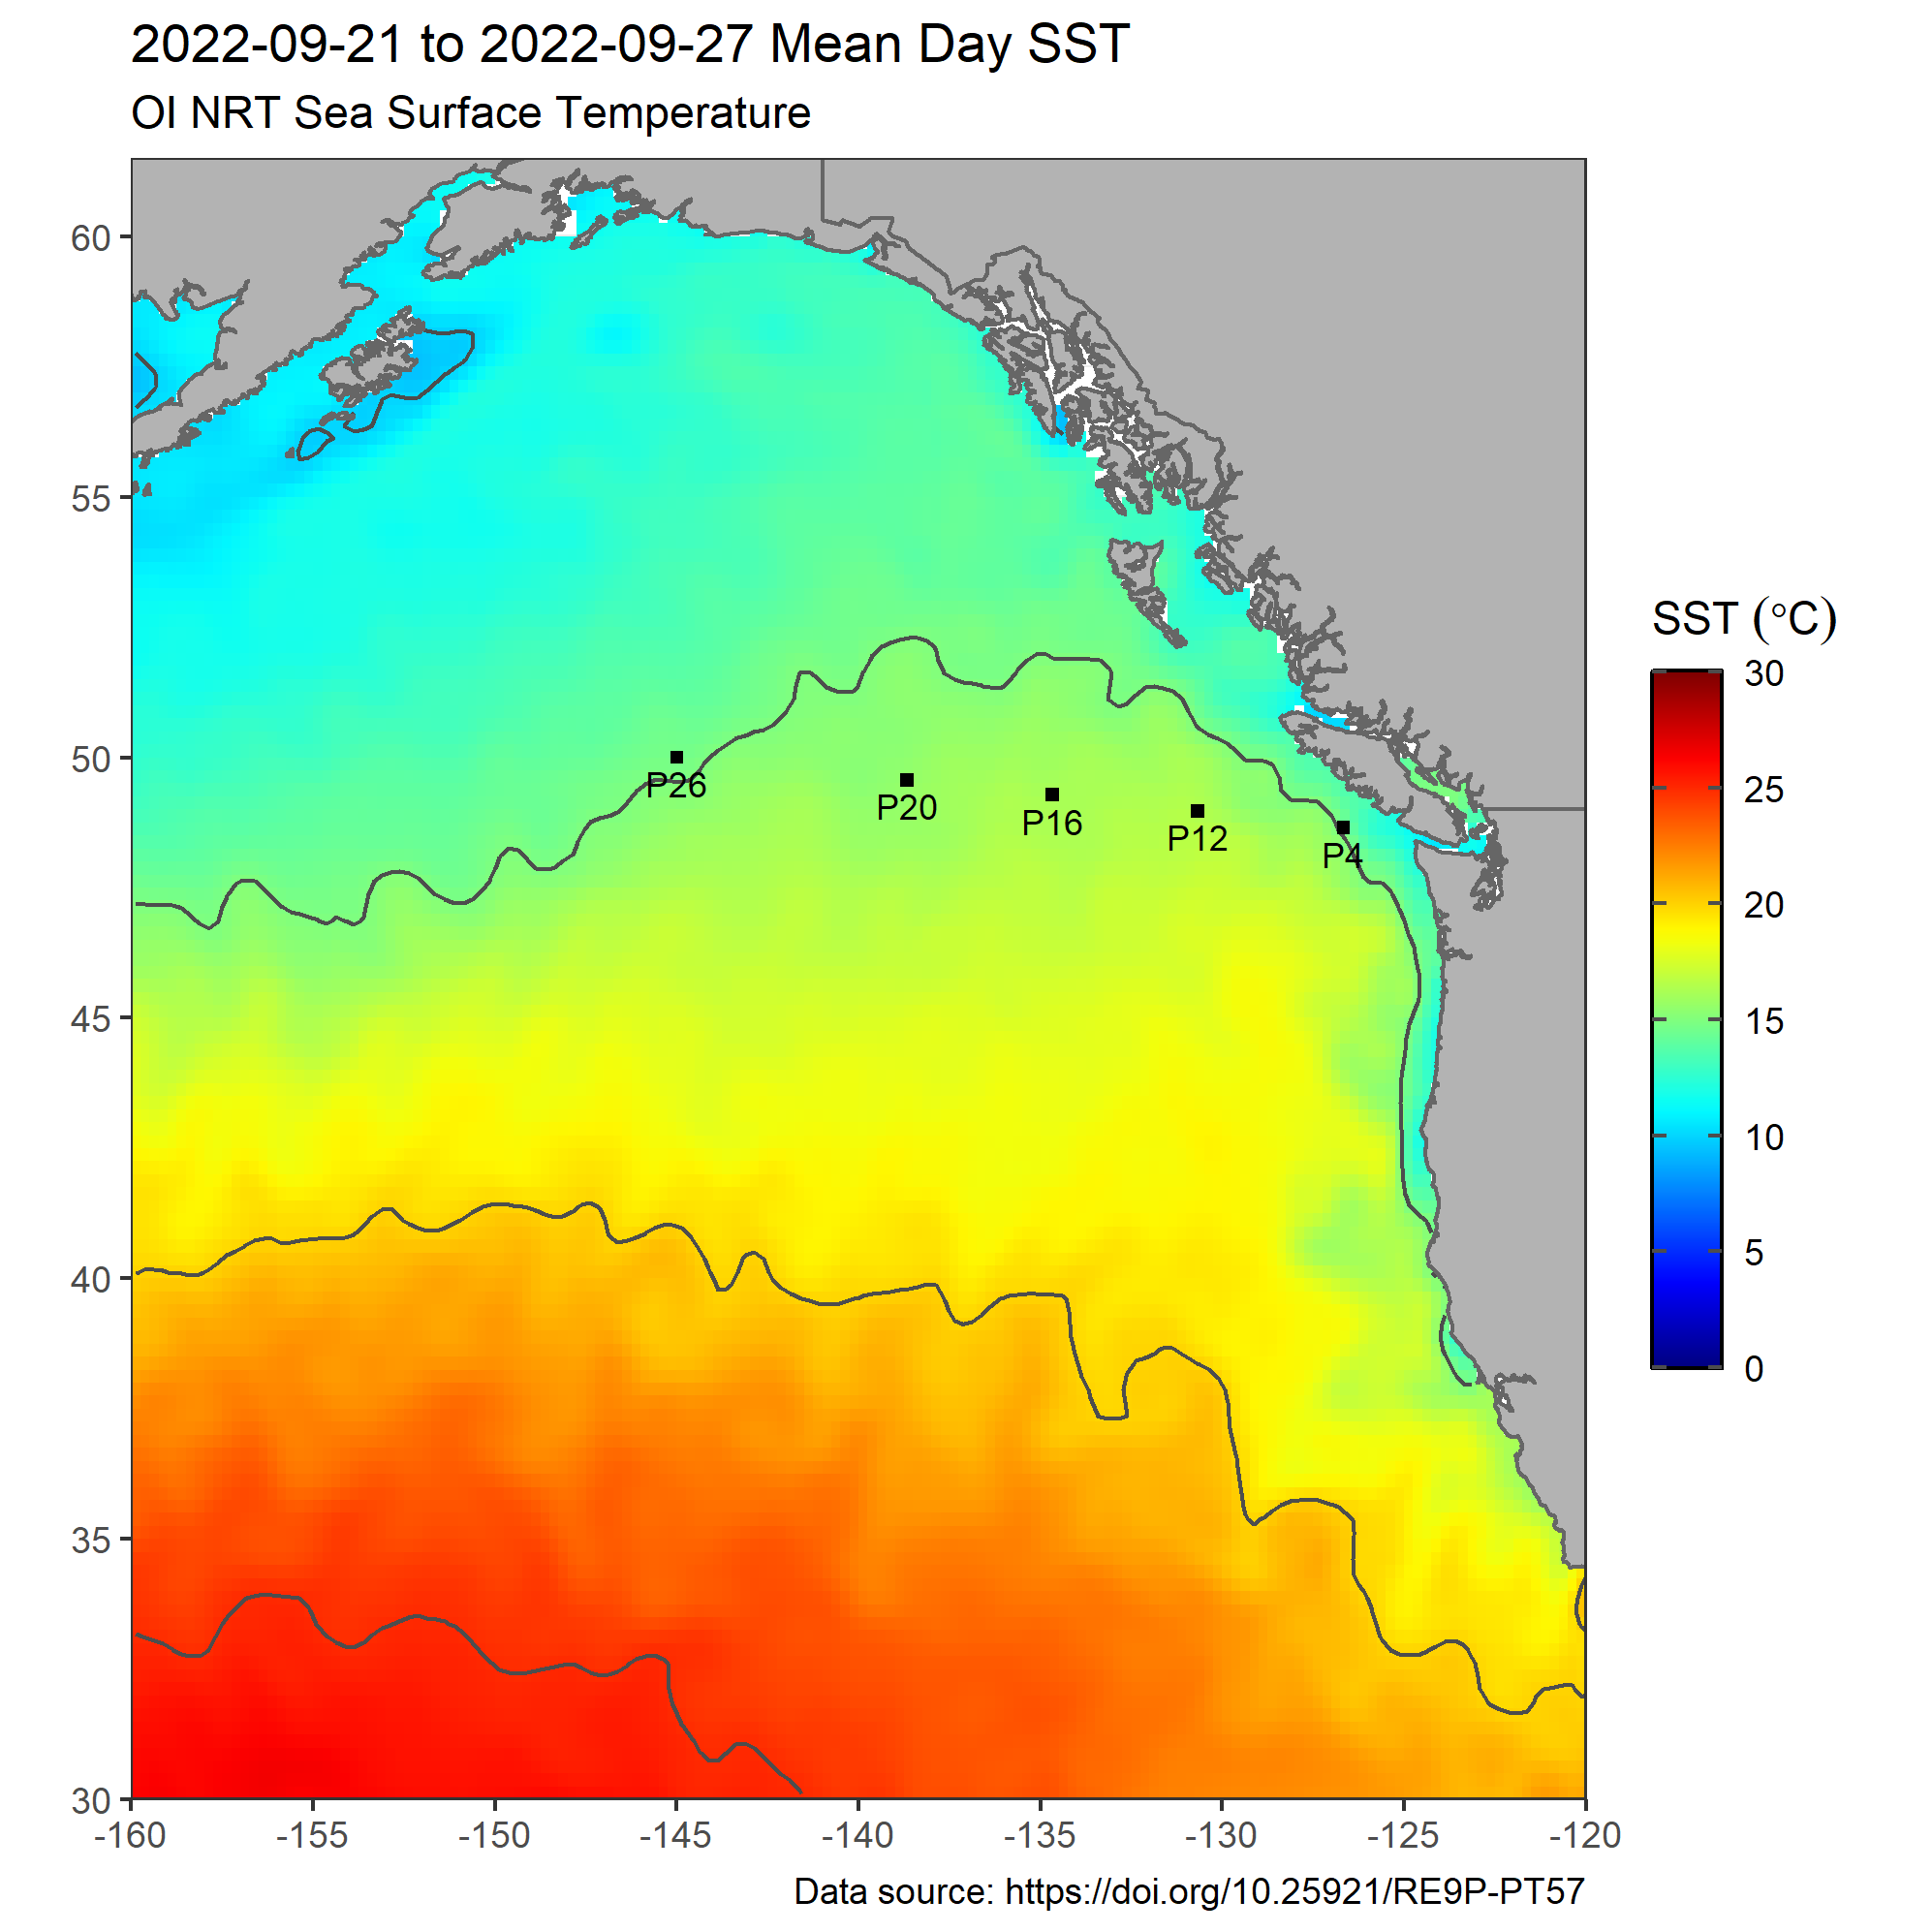 2022-09-21 to 2022-09-27 Mean Day SST
OI NRT Sea Surface Temperature
60
55
50
45
40
35
30
-160
-155
-150
-145
-140
-135
-130
-125
-120
P26
P20
P16
P12
P4
SST (°C)
30
25
20
15
10
5
0
Data source: https://doi.org/10.25921/RE9P-PT57